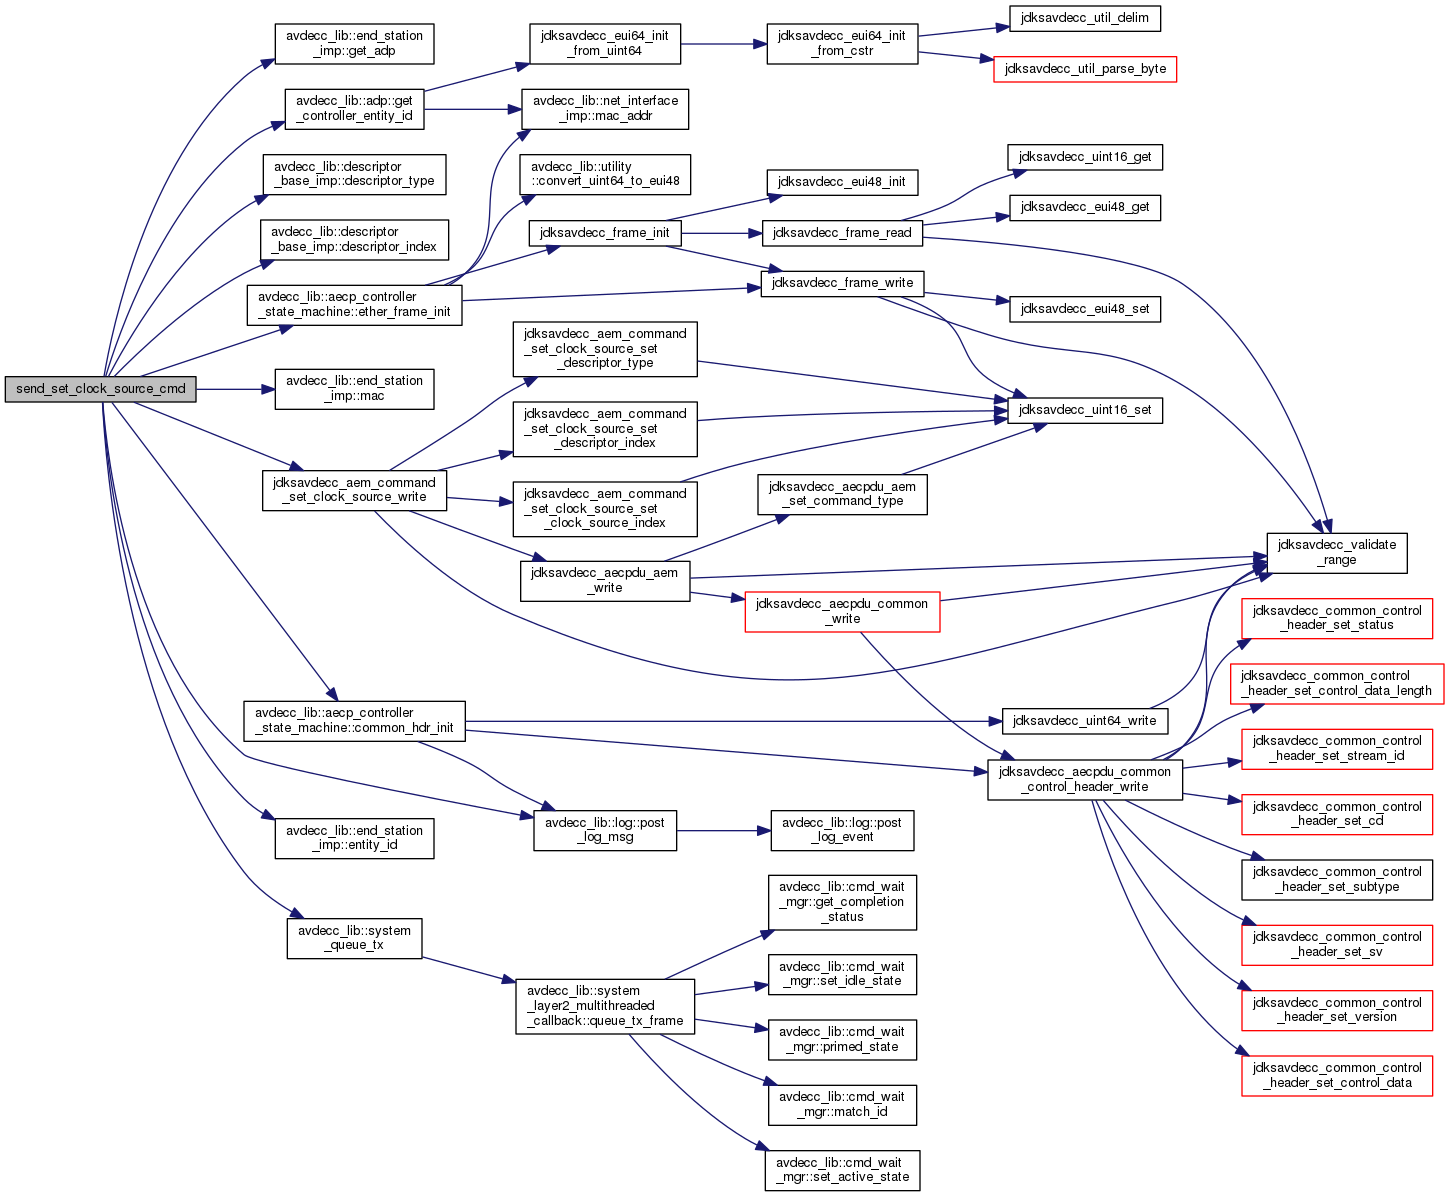 send_set_clock_source_cmd
avdecc_lib::end_station
_imp::get_adp
avdecc_lib::adp::get
_controller_entity_id
avdecc_lib::descriptor
_base_imp::descriptor_type
avdecc_lib::descriptor
_base_imp::descriptor_index
avdecc_lib::aecp_controller
_state_machine::ether_frame_init
avdecc_lib::end_station
_imp::mac
jdksavdecc_aem_command
_set_clock_source_write
avdecc_lib::aecp_controller
_state_machine::common_hdr_init
avdecc_lib::end_station
_imp::entity_id
avdecc_lib::system
_queue_tx
jdksavdecc_eui64_init
_from_uint64
avdecc_lib::net_interface
_imp::mac_addr
avdecc_lib::utility
::convert_uint64_to_eui48
jdksavdecc_frame_init
jdksavdecc_aem_command
_set_clock_source_set
_descriptor_type
jdksavdecc_aem_command
_set_clock_source_set
_descriptor_index
jdksavdecc_aem_command
_set_clock_source_set
_clock_source_index
jdksavdecc_aecpdu_aem
_write
avdecc_lib::log::post
_log_msg
avdecc_lib::system
_layer2_multithreaded
_callback::queue_tx_frame
jdksavdecc_eui64_init
_from_cstr
jdksavdecc_eui48_init
jdksavdecc_frame_read
jdksavdecc_frame_write
jdksavdecc_aecpdu_aem
_set_command_type
jdksavdecc_aecpdu_common
_write
avdecc_lib::log::post
_log_event
avdecc_lib::cmd_wait
_mgr::get_completion
_status
avdecc_lib::cmd_wait
_mgr::set_idle_state
avdecc_lib::cmd_wait
_mgr::primed_state
avdecc_lib::cmd_wait
_mgr::match_id
avdecc_lib::cmd_wait
_mgr::set_active_state
jdksavdecc_util_delim
jdksavdecc_util_parse_byte
jdksavdecc_uint16_get
jdksavdecc_eui48_get
jdksavdecc_eui48_set
jdksavdecc_uint16_set
jdksavdecc_uint64_write
jdksavdecc_aecpdu_common
_control_header_write
jdksavdecc_validate
_range
jdksavdecc_common_control
_header_set_status
jdksavdecc_common_control
_header_set_control_data_length
jdksavdecc_common_control
_header_set_stream_id
jdksavdecc_common_control
_header_set_cd
jdksavdecc_common_control
_header_set_subtype
jdksavdecc_common_control
_header_set_sv
jdksavdecc_common_control
_header_set_version
jdksavdecc_common_control
_header_set_control_data